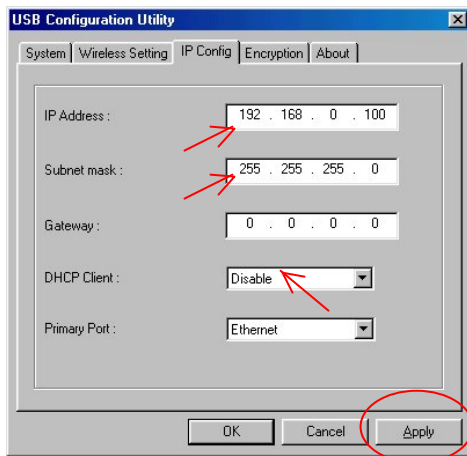 USB Configuration Utility
System Wireless Setting IP Config Encryption About
IP Address : 192 . 168 . 0 . 100
Subnet mask : 255 . 255 . 255 . 0
Gateway : 0 . 0 . 0 . 0
DHCP Client : Disable
Primary Port : Ethernet
OK Cancel Apply